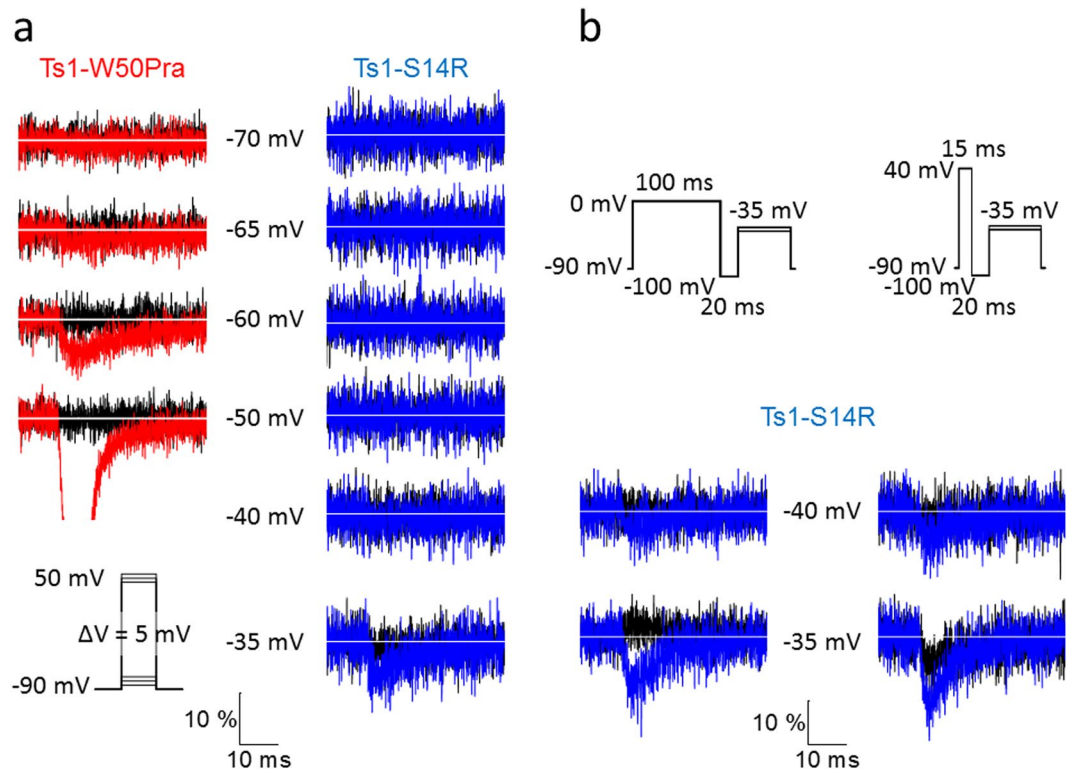 a
Ts1-W50Pra
Ts1-S14R
-70 mV
-65 mV
-60 mV
-50 mV
-40 mV
-35 mV
50 mV
ΔV = 5 mV
-90 mV
10 %
10 ms
b
100 ms
0 mV
-35 mV
-90 mV
-100 mV
20 ms
15 ms
40 mV
-35 mV
-90 mV
-100 mV
20 ms
Ts1-S14R
-40 mV
-35 mV
10 %
10 ms